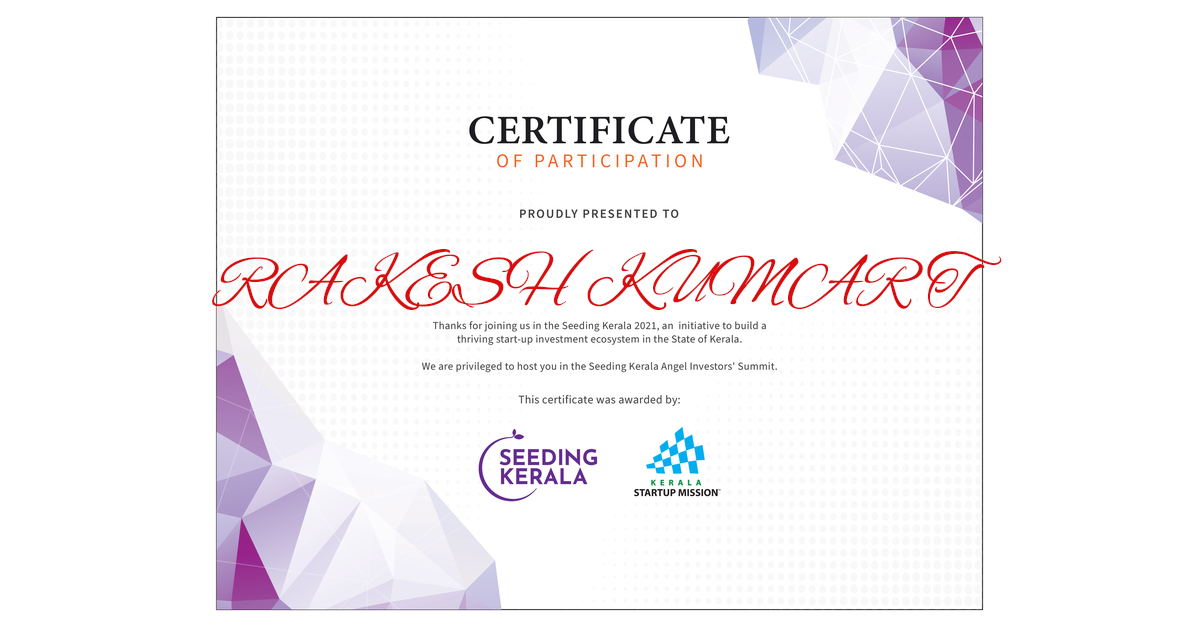 CERTIFICATE
OF PARTICIPATION
PROUDLY PRESENTED TO
RAKESH KUMAR T
Thanks for joining us in the Seeding Kerala 2021, an initiative to build a
thriving start-up investment ecosystem in the State of Kerala.
We are privileged to host you in the Seeding Kerala Angel Investors' Summit.
This certificate was awarded by:
SEEDING
KERALA
KERALA
STARTUP MISSION